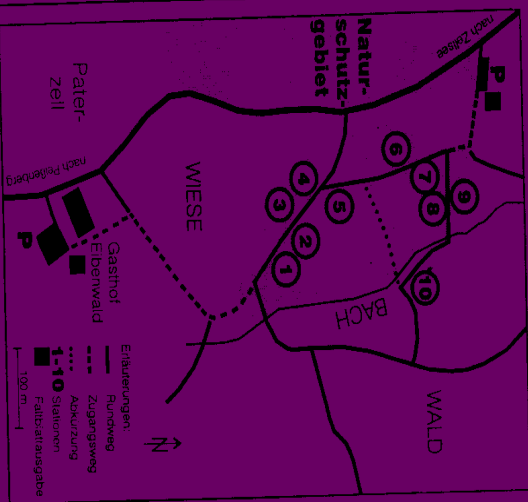 nach Zollsee
P
Natur-
schutz-
gebiet
Pater-
zell
nach Peißenberg
P
Gasthof
Eibenwald
WIESE
BACH
WALD
1
2
3
4
5
6
7
8
9
10
N
Erläuterungen:
Rundweg
Zugangsweg
Abkürzung
1-10 Stationen
Faltblattausgabe
100 m